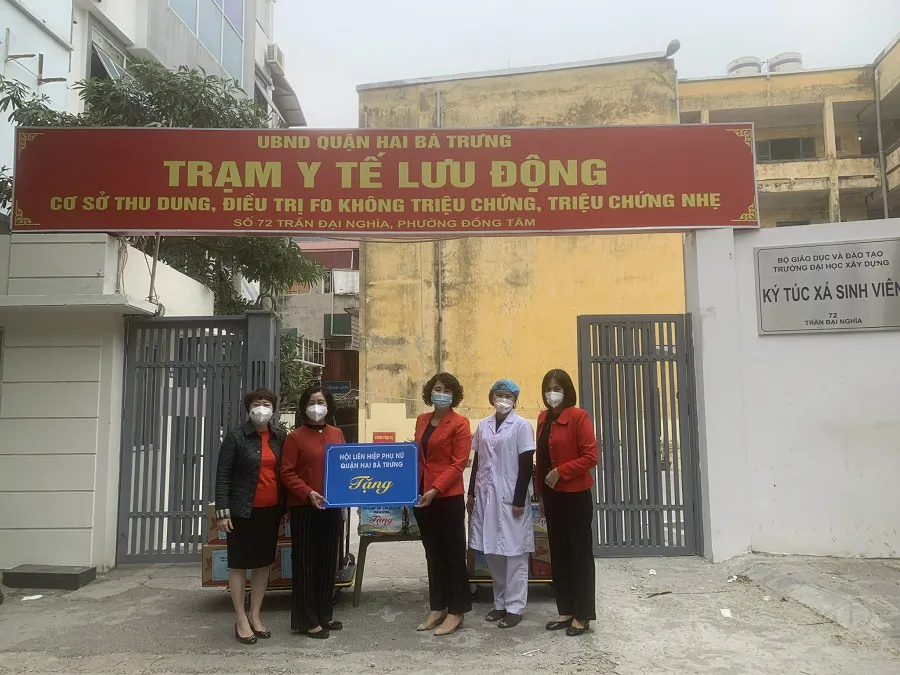 UBND QUẬN HAI BÀ TRƯNG
TRẠM Y TẾ LƯU ĐỘNG
CƠ SỞ THU DUNG, ĐIỀU TRỊ F0 KHÔNG TRIỆU CHỨNG, TRIỆU CHỨNG NHẸ
SỐ 72 TRẦN ĐẠI NGHĨA, PHƯỜNG ĐỒNG TÂM
BỘ GIÁO DỤC VÀ ĐÀO TẠO
TRƯỜNG ĐẠI HỌC XÂY DỰNG
KÝ TÚC XÁ SINH VIÊN
72
TRẦN ĐẠI NGHĨA
HỘI LIÊN HIỆP PHỤ NỮ
QUẬN HAI BÀ TRƯNG
Tặng
Tặng